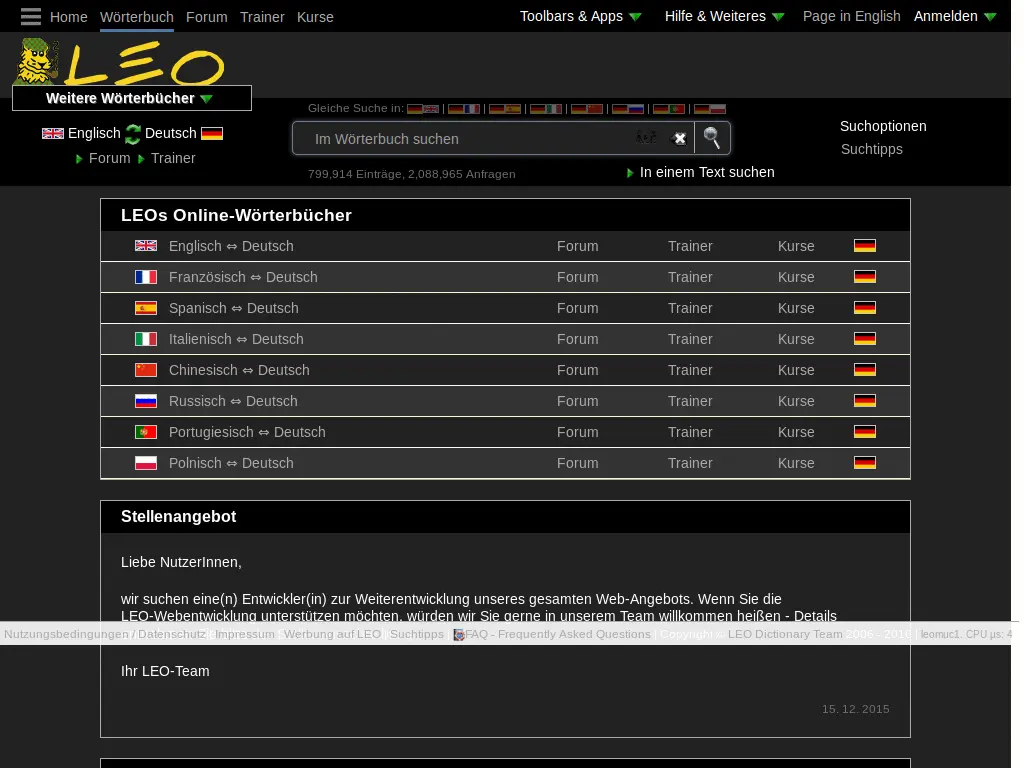 Home Wörterbuch Forum Trainer Kurse Toolbars & Apps Hilfe & Weiteres Page in English Anmelden
LEO
Weitere Wörterbücher
Gleiche Suche in: | | | | | | |
Englisch Deutsch
Im Wörterbuch suchen
Suchoptionen
Forum Trainer
Suchtipps
799,914 Einträge, 2,088,965 Anfragen
In einem Text suchen
LEOs Online-Wörterbücher
Englisch ⇔ Deutsch Forum Trainer Kurse
Französisch ⇔ Deutsch Forum Trainer Kurse
Spanisch ⇔ Deutsch Forum Trainer Kurse
Italienisch ⇔ Deutsch Forum Trainer Kurse
Chinesisch ⇔ Deutsch Forum Trainer Kurse
Russisch ⇔ Deutsch Forum Trainer Kurse
Portugiesisch ⇔ Deutsch Forum Trainer Kurse
Polnisch ⇔ Deutsch Forum Trainer Kurse
Stellenangebot
Liebe NutzerInnen,
wir suchen eine(n) Entwickler(in) zur Weiterentwicklung unseres gesamten Web-Angebots. Wenn Sie die
LEO-Webentwicklung unterstützen möchten, würden wir Sie gerne in unserem Team willkommen heißen - Details
Nutzungsbedingungen / Datenschutz Impressum Werbung auf LEO Suchtipps FAQ - Frequently Asked Questions | Copyright © LEO Dictionary Team 2006 - | leomuc1. CPU µs: 4
Ihr LEO-Team
15. 12. 2015